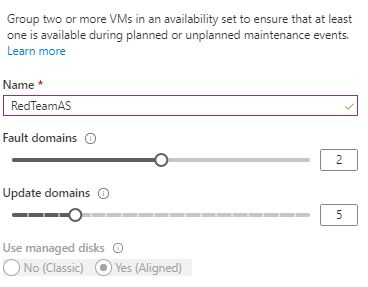 Group two or more VMs in an availability set to ensure that at least
one is available during planned or unplanned maintenance events.
Learn more
Name *
RedTeamAS
Fault domains
2
Update domains
5
Use managed disks
No (Classic) Yes (Aligned)